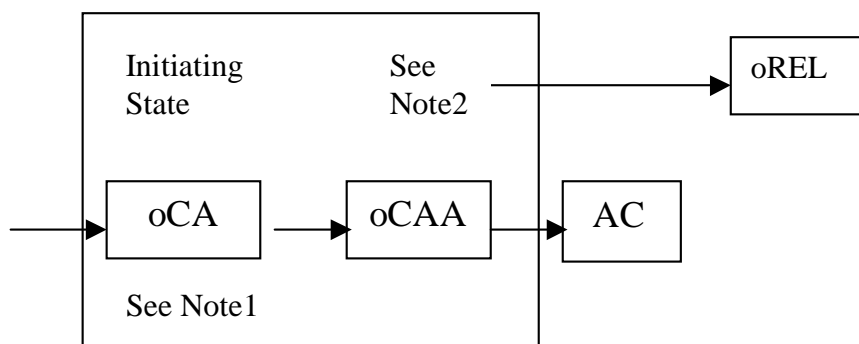 Initiating
State
See
Note2
oREL
oCA
oCAA
AC
See Note1